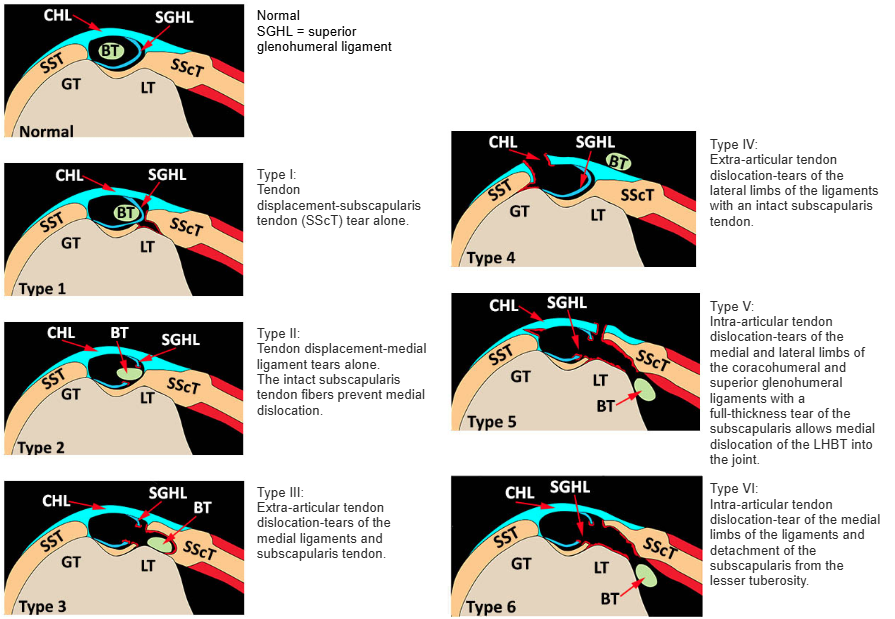 CHL
SGHL
BT
SST
SScT
GT
LT
Normal
Normal
SGHL = superior
glenohumeral ligament
CHL
SGHL
BT
SST
SScT
GT
LT
Type 1
Type I:
Tendon
displacement-subscapularis
tendon (SScT) tear alone.
CHL
BT
SGHL
SST
SScT
GT
LT
Type 2
Type II:
Tendon displacement-medial
ligament tears alone.
The intact subscapularis
tendon fibers prevent medial
dislocation.
CHL
SGHL
BT
SST
SScT
GT
LT
Type 3
Type III:
Extra-articular tendon
dislocation-tears of the
medial ligaments and
subscapularis tendon.
CHL
SGHL
BT
SST
SScT
GT
LT
Type 4
Type IV:
Extra-articular tendon
dislocation-tears of the
lateral limbs of the ligaments
with an intact subscapularis
tendon.
CHL
SGHL
SST
SScT
GT
LT
BT
Type 5
Type V:
Intra-articular tendon
dislocation-tears of the
medial and lateral limbs of
the coracohumeral and
superior glenohumeral
ligaments with a
full-thickness tear of the
subscapularis allows medial
dislocation of the LHBT into
the joint.
CHL
SGHL
SST
SScT
GT
LT
BT
Type 6
Type VI:
Intra-articular tendon
dislocation-tear of the medial
limbs of the ligaments and
detachment of the
subscapularis from the
lesser tuberosity.